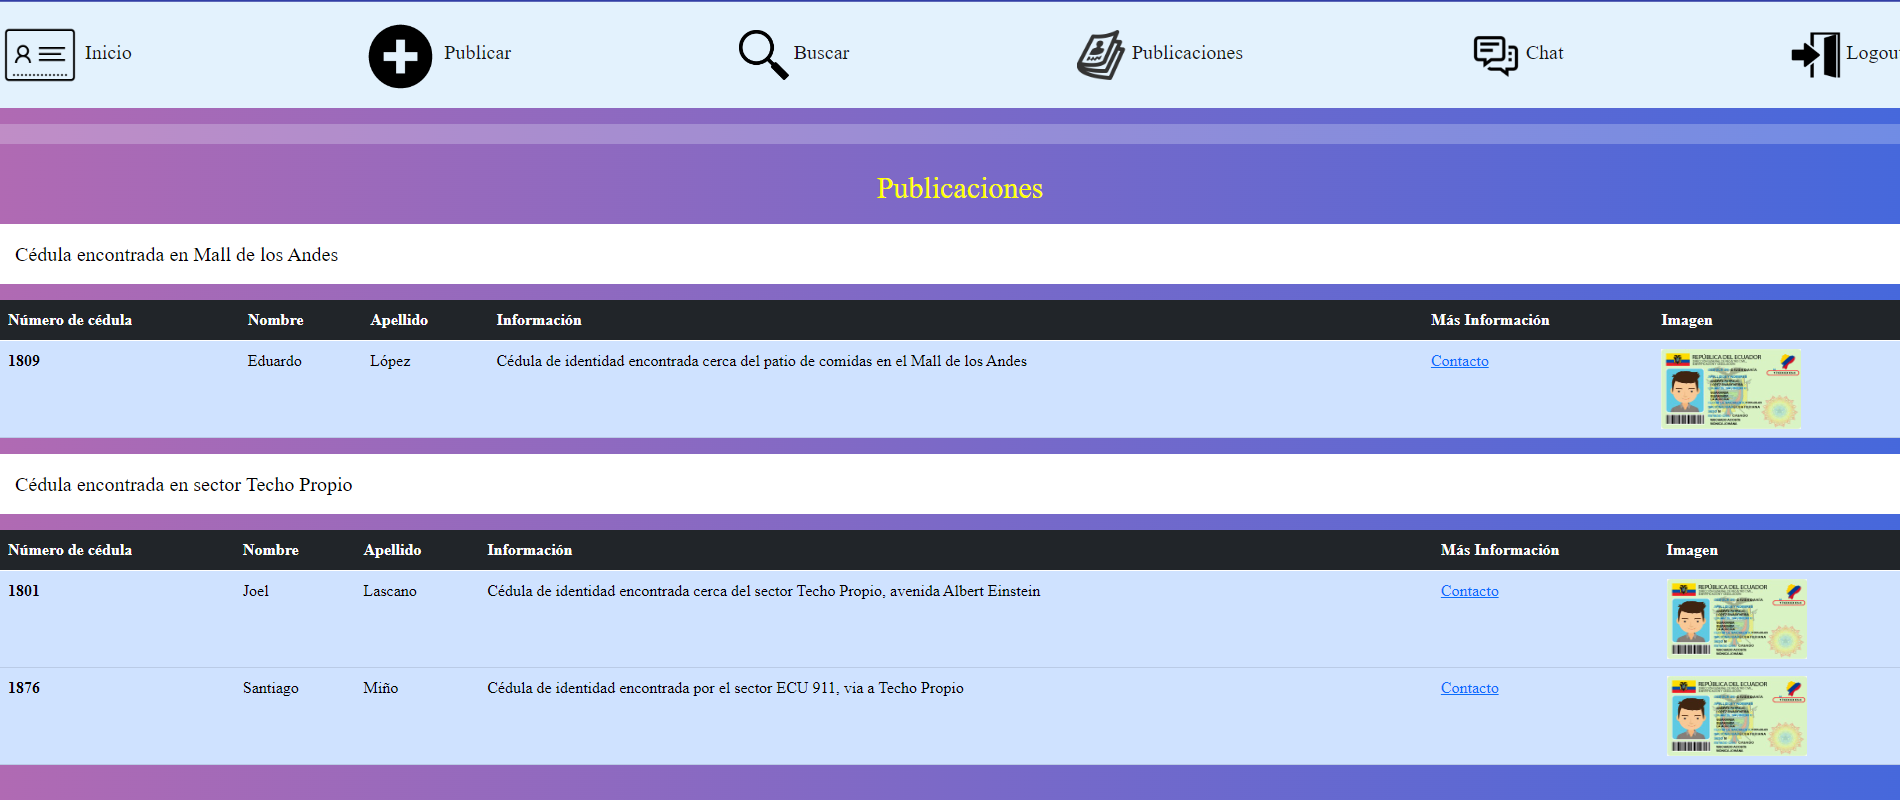 Inicio Publicar Buscar Publicaciones Chat Logou
Publicaciones
Cédula encontrada en Mall de los Andes
Número de cédula Nombre Apellido Información Más Información Imagen
1809 Eduardo López Cédula de identidad encontrada cerca del patio de comidas en el Mall de los Andes Contacto
REPÚBLICA DEL ECUADOR
Cédula encontrada en sector Techo Propio
Número de cédula Nombre Apellido Información Más Información Imagen
1801 Joel Lascano Cédula de identidad encontrada cerca del sector Techo Propio, avenida Albert Einstein Contacto
REPÚBLICA DEL ECUADOR
1876 Santiago Miño Cédula de identidad encontrada por el sector ECU 911, via a Techo Propio Contacto
REPÚBLICA DEL ECUADOR